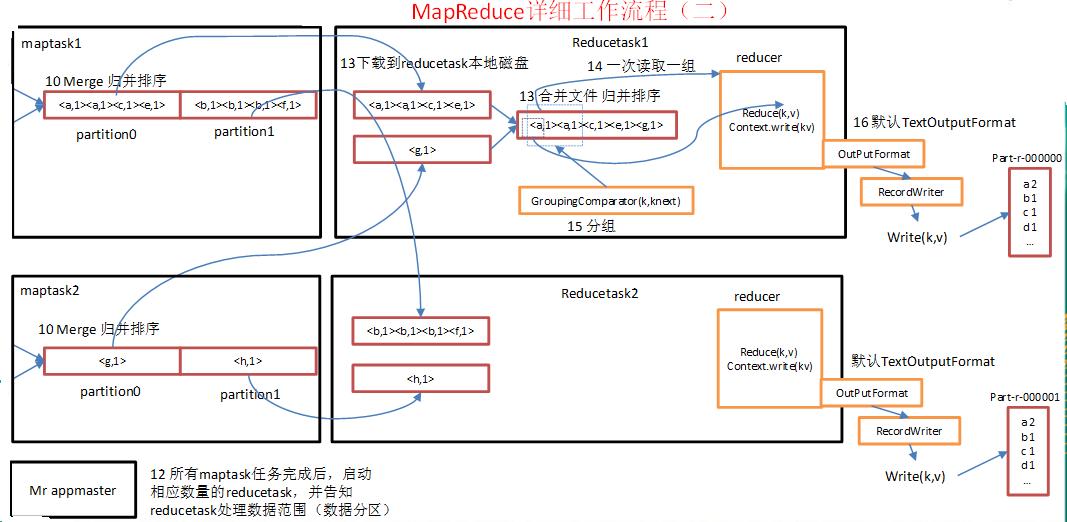 MapReduce详细工作流程（二）
maptask1
10 Merge 归并排序
<a,1><a,1><c,1><e,1>
<b,1><b,1><b,1><f,1>
partition0
partition1
Reducetask1
13下载到reducetask本地磁盘
<a,1><a,1><c,1><e,1>
<g,1>
14 一次读取一组
13 合并文件 归并排序
<a,1><a,1><c,1><e,1><g,1>
GroupingComparator(k,knext)
15 分组
reducer
Reduce(k,v)
Context.write(kv)
16 默认TextOutputFormat
OutPutFormat
RecordWriter
Write(k,v)
Part-r-000000
a 2
b 1
c 1
d 1
...
maptask2
10 Merge 归并排序
<g,1>
<h,1>
partition0
partition1
Reducetask2
<b,1><b,1><b,1><f,1>
<h,1>
reducer
Reduce(k,v)
Context.write(kv)
默认TextOutputFormat
OutPutFormat
RecordWriter
Write(k,v)
Part-r-000001
a 2
b 1
c 1
d 1
...
Mr appmaster
12 所有maptask任务完成后，启动
相应数量的reducetask，并告知
reducetask处理数据范围（数据分区）